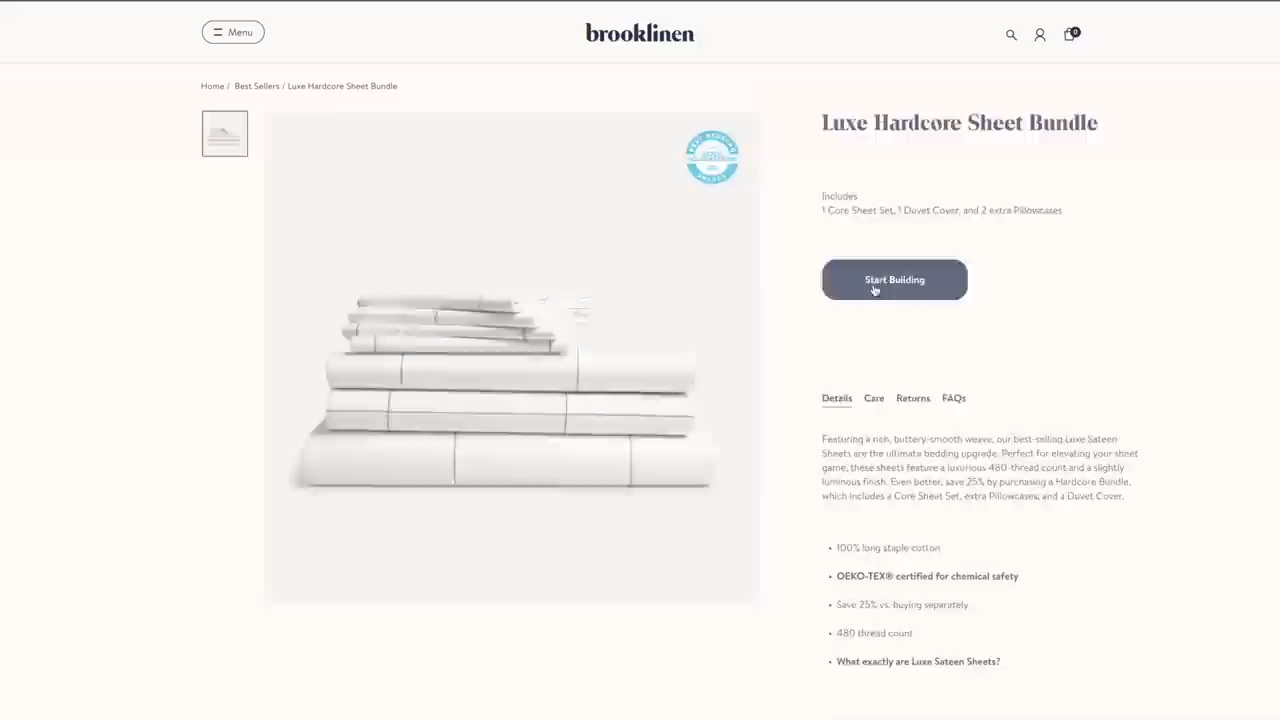 Menu
brooklinen
0
Home / Best Sellers / Luxe Hardcore Sheet Bundle
Luxe Hardcore Sheet Bundle
Includes
1 Core Sheet Set, 1 Duvet Cover, and 2 extra Pillowcases
Start Building
Details Care Returns FAQs
Featuring a rich, buttery-smooth weave, our best-selling Luxe Sateen
Sheets are the ultimate bedding upgrade. Perfect for elevating your sheet
game, these sheets feature a luxurious 480-thread count and a slightly
luminous finish. Even better, save 25% by purchasing a Hardcore Bundle,
which includes a Core Sheet Set, extra Pillowcases, and a Duvet Cover.
• 100% long staple cotton
• OEKO-TEX® certified for chemical safety
• Save 25% vs. buying separately
• 480 thread count
• What exactly are Luxe Sateen Sheets?